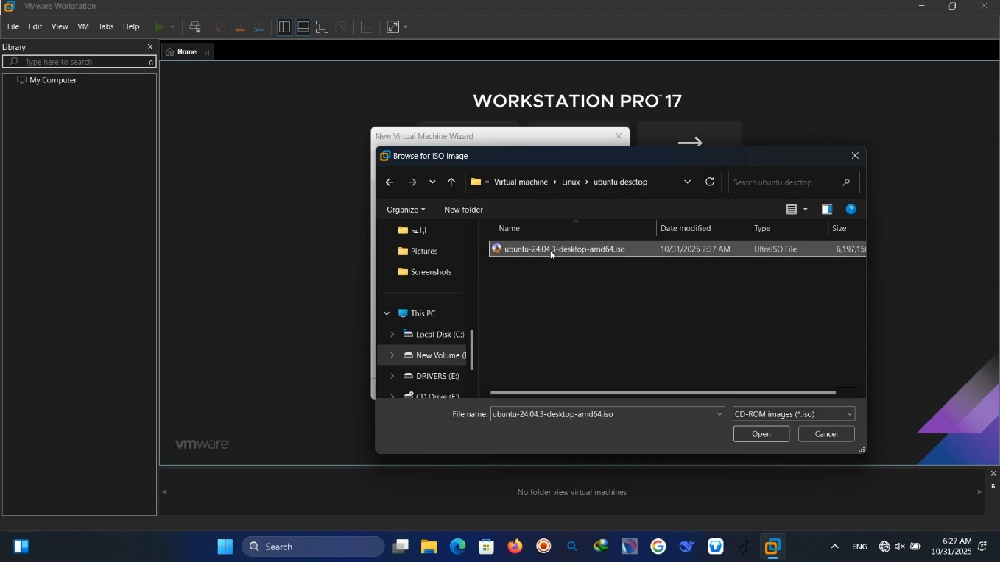 VMware Workstation
File Edit View VM Tabs Help
Library
Type here to search
My Computer
Home
WORKSTATION PRO™ 17
New Virtual Machine Wizard
Browse for ISO Image
« Virtual machine › Linux › ubuntu desctop
Search ubuntu desctop
Organize New folder
Name Date modified Type Size
ubuntu-24.04.3-desktop-amd64.iso 10/31/2025 2:37 AM UltraISO File 6,197,15
اراعه
Pictures
Screenshots
This PC
Local Disk (C:)
New Volume (
DRIVERS (E:)
CD Drive (F:)
File name: ubuntu-24.04.3-desktop-amd64.iso CD-ROM images (*.iso)
Open Cancel
vmware
No folder view virtual machines
Search
ENG
6:27 AM
10/31/2025